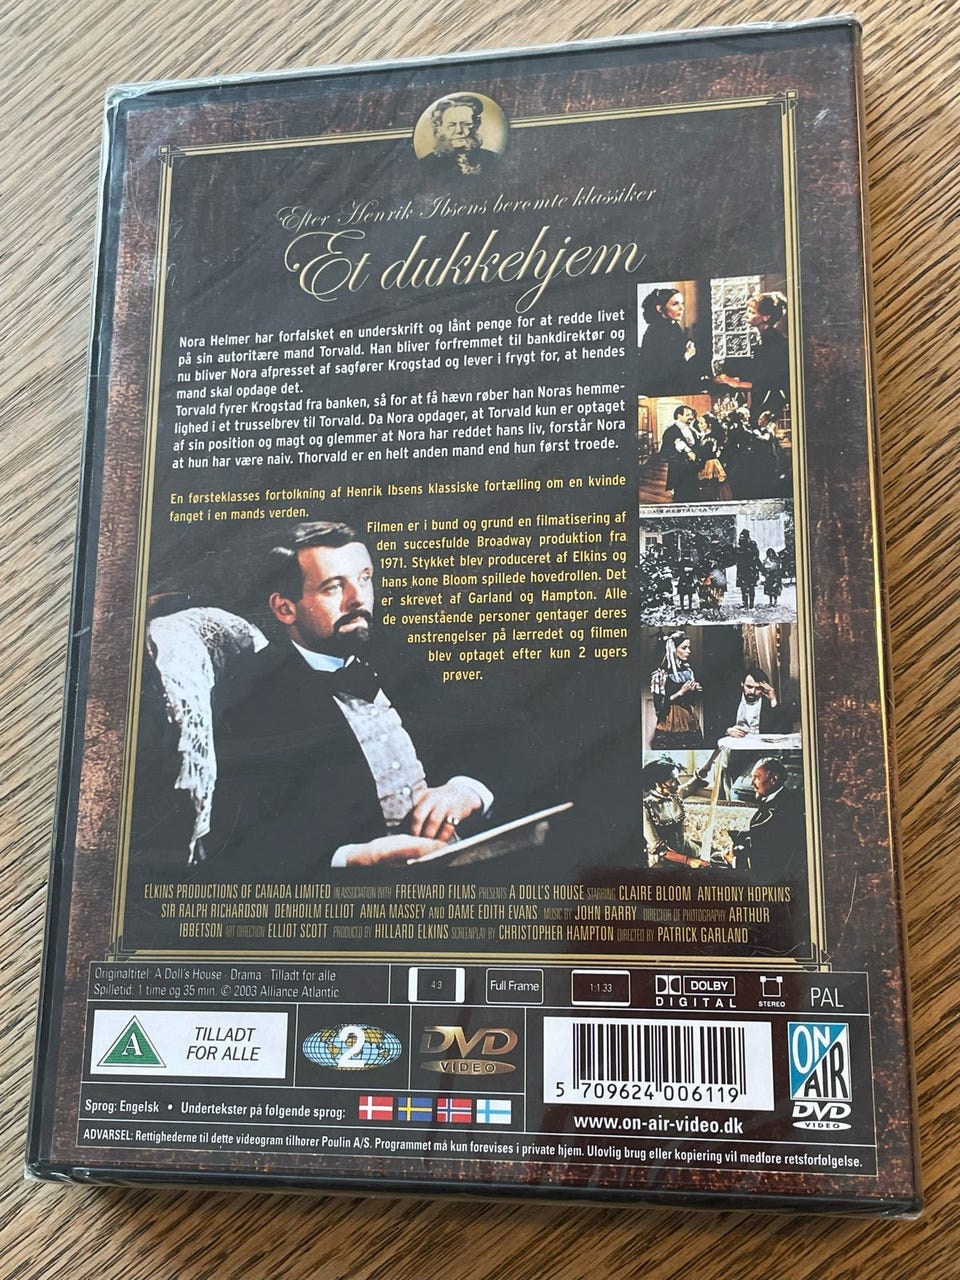 Efter Henrik Ibsens berømte klassiker
Et dukkehjem
Nora Helmer har forfalsket en underskrift og lånt penge for at redde livet
på sin autoritære mand Torvald. Han bliver forfremmet til bankdirektør og
nu bliver Nora afpresset af sagfører Krogstad og lever i frygt for, at hendes
mand skal opdage det.
Torvald fyrer Krogstad fra banken, så for at få hævn røber han Noras hemme-
lighed i et trusselbrev til Torvald. Da Nora opdager, at Torvald kun er optaget
af sin position og magt og glemmer at Nora har reddet hans liv, forstår Nora
at hun har være naiv. Thorvald er en helt anden mand end hun først troede.
En førsteklasses fortolkning af Henrik Ibsens klassiske fortælling om en kvinde
fanget i en mands verden.
Filmen er i bund og grund en filmatisering af
den succesfulde Broadway produktion fra
1971. Stykket blev produceret af Elkins og
hans kone Bloom spillede hovedrollen. Det
er skrevet af Garland og Hampton. Alle
de ovenstående personer gentager deres
anstrengelser på lærredet og filmen
blev optaget efter kun 2 ugers
prøver.
RESTAURANT
ELKINS PRODUCTIONS OF CANADA LIMITED IN ASSOCIATION WITH FREEWARD FILMS PRESENTS A DOLL'S HOUSE STARRING CLAIRE BLOOM ANTHONY HOPKINS
SIR RALPH RICHARDSON DENHOILM ELLIOT ANNA MASSEY AND DAME EDITH EVANS MUSIC BY JOHN BARRY DIRECTOR OF PHOTOGRAPHY ARTHUR
IBBETSON ART DIRECTION ELLIOT SCOTT PRODUCED BY HILLARD ELKINS SCREENPLAY BY CHRISTOPHER HAMPTON DIRECTED BY PATRICK GARLAND
Originaltitel: A Doll's House · Drama · Tilladt for alle
Spilletid: 1 time og 35 min. © 2003 Alliance Atlantic
4:3
Full Frame
1:1.33
DOLBY
DIGITAL
STEREO
PAL
A
TILLADT
FOR ALLE
2
DVD
VIDEO
5 709624 006119
ON
AIR
DVD
VIDEO
Sprog: Engelsk • Undertekster på følgende sprog:
www.on-air-video.dk
ADVARSEL: Rettighederne til dette videogram tilhører Poulin A/S. Programmet må kun forevises i private hjem. Ulovlig brug eller kopiering vil medføre retsforfølgelse.